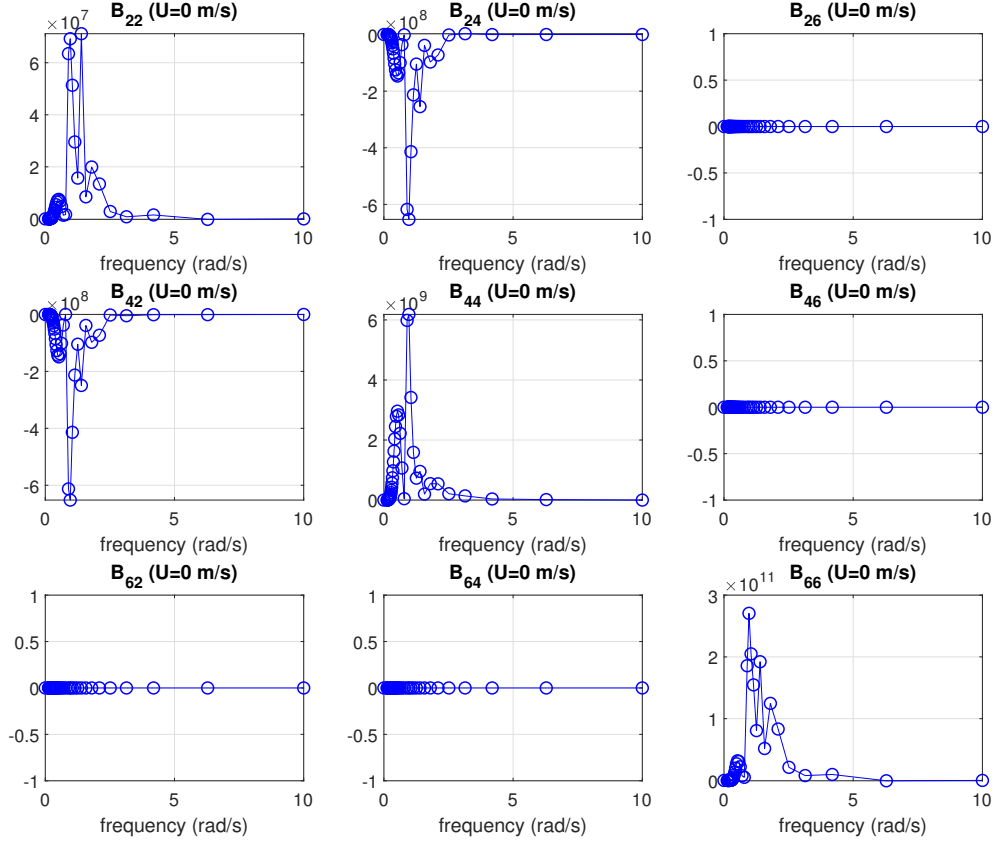 B22 (U=0 m/s)
×10^7
6
4
2
0
0 5 10
frequency (rad/s)
B24 (U=0 m/s)
×10^8
0
-2
-4
-6
0 5 10
frequency (rad/s)
B26 (U=0 m/s)
1
0.5
0
-0.5
-1
0 5 10
frequency (rad/s)
B42 (U=0 m/s)
×10^8
0
-2
-4
-6
0 5 10
frequency (rad/s)
B44 (U=0 m/s)
×10^9
6
4
2
0
0 5 10
frequency (rad/s)
B46 (U=0 m/s)
1
0.5
0
-0.5
-1
0 5 10
frequency (rad/s)
B62 (U=0 m/s)
1
0.5
0
-0.5
-1
0 5 10
frequency (rad/s)
B64 (U=0 m/s)
1
0.5
0
-0.5
-1
0 5 10
frequency (rad/s)
B66 (U=0 m/s)
×10^11
3
2
1
0
0 5 10
frequency (rad/s)